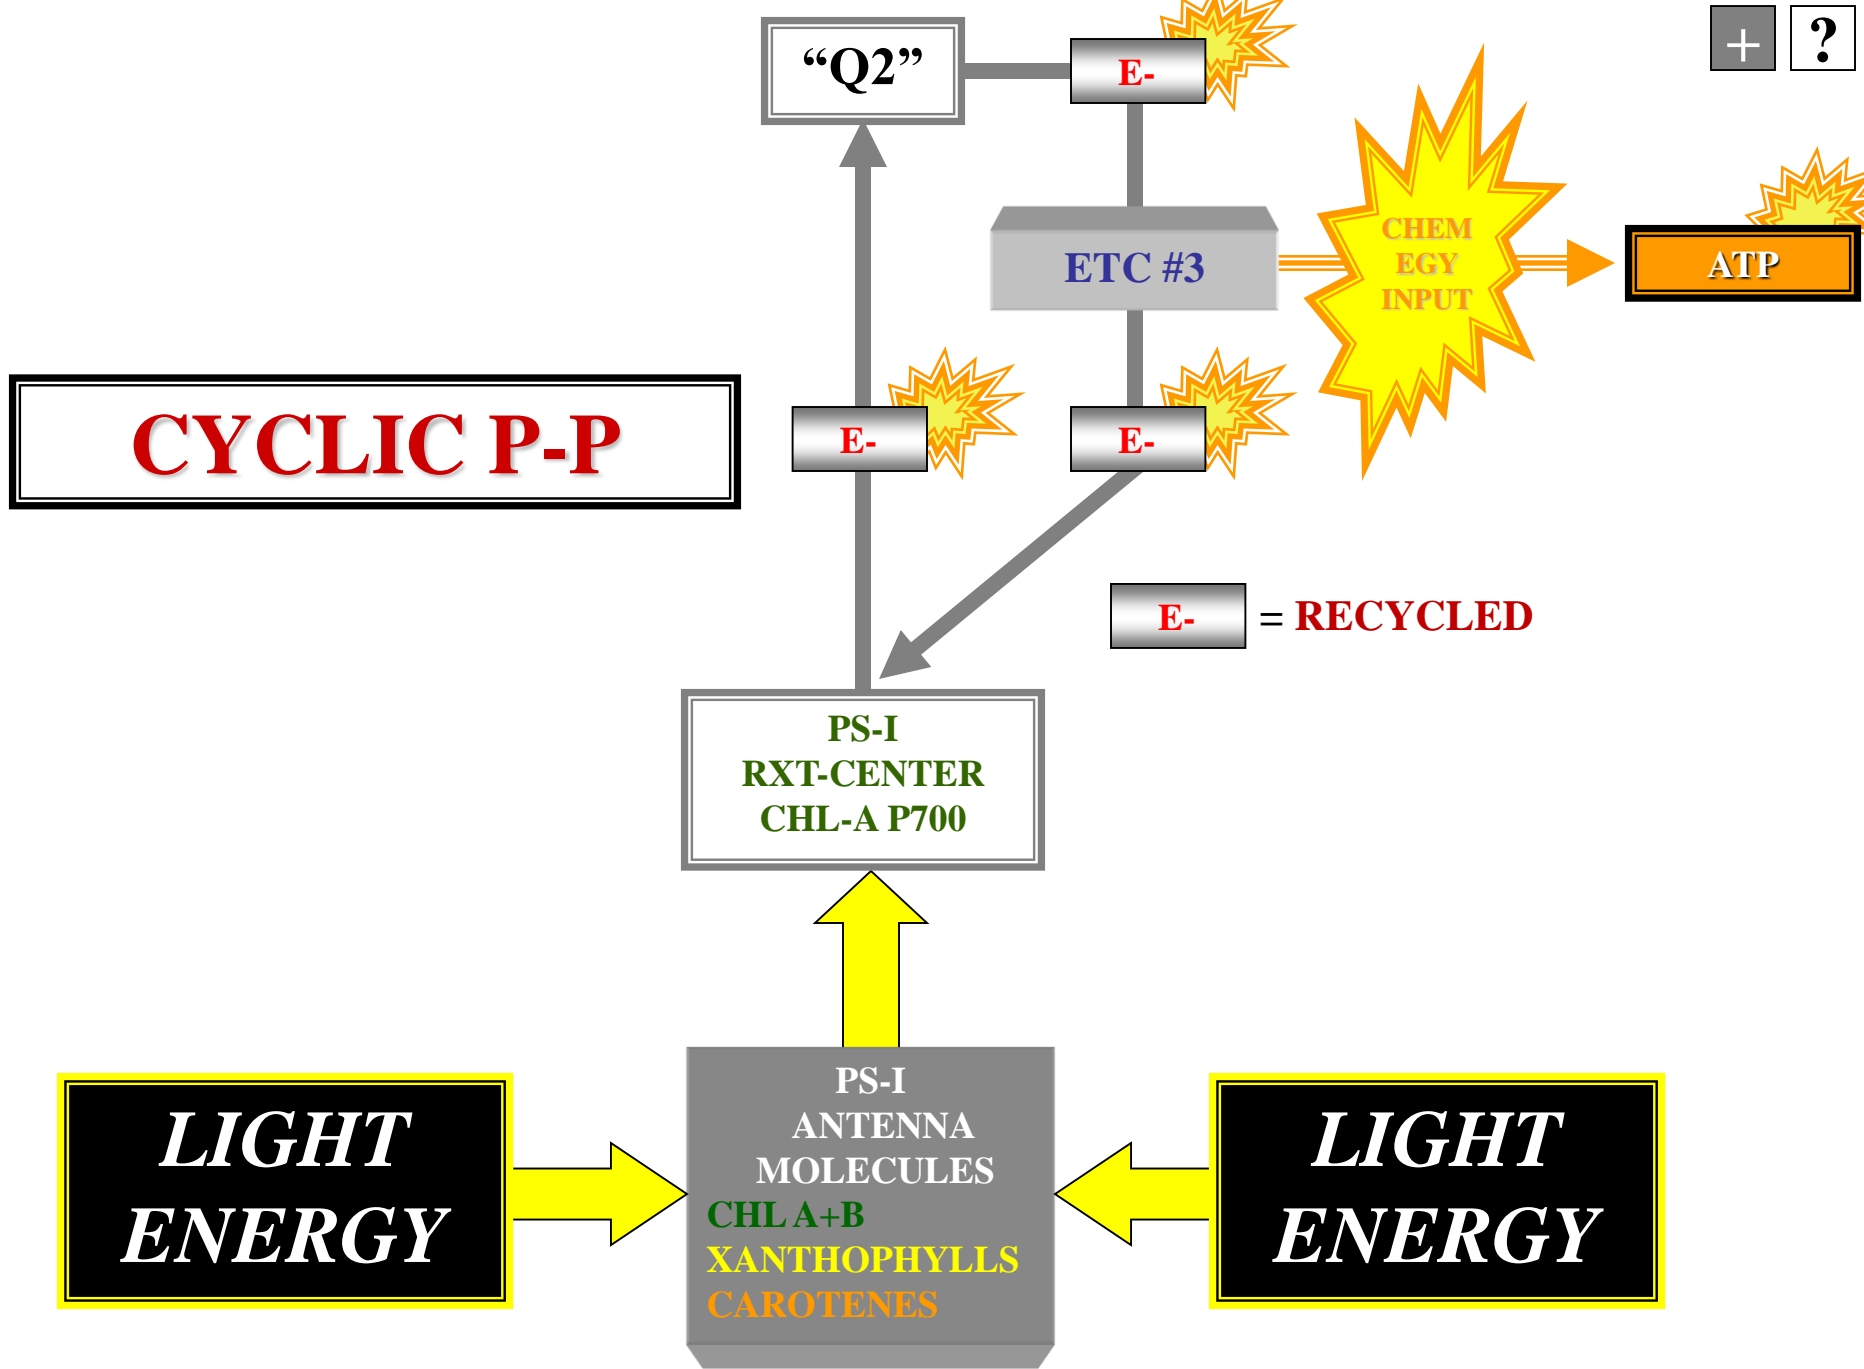 “Q2”
E-
+
?
CHEM
EGY
INPUT
ETC #3
ATP
CYCLIC P-P
E-
E-
E-
= RECYCLED
PS-I
RXT-CENTER
CHL-A P700
LIGHT
ENERGY
PS-I
ANTENNA
MOLECULES
CHL A+B
XANTHOPHYLLS
CAROTENES
LIGHT
ENERGY